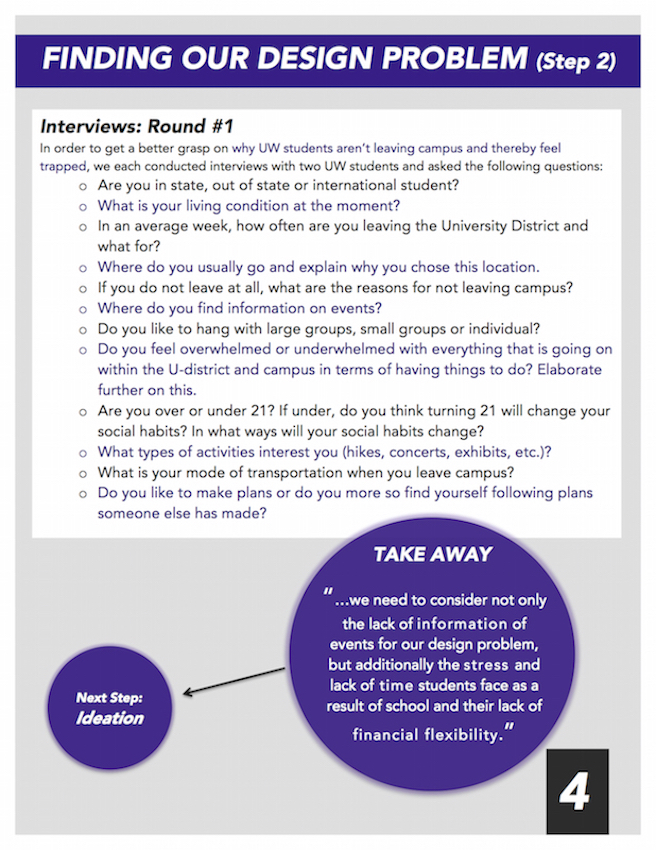 FINDING OUR DESIGN PROBLEM (Step 2)
Interviews: Round #1
In order to get a better grasp on why UW students aren't leaving campus and thereby feel
trapped, we each conducted interviews with two UW students and asked the following questions:
o Are you in state, out of state or international student?
o What is your living condition at the moment?
o In an average week, how often are you leaving the University District and
what for?
o Where do you usually go and explain why you chose this location.
o If you do not leave at all, what are the reasons for not leaving campus?
o Where do you find information on events?
o Do you like to hang with large groups, small groups or individual?
o Do you feel overwhelmed or underwhelmed with everything that is going on
within the U-district and campus in terms of having things to do? Elaborate
further on this.
o Are you over or under 21? If under, do you think turning 21 will change your
social habits? In what ways will your social habits change?
o What types of activities interest you (hikes, concerts, exhibits, etc.)?
o What is your mode of transportation when you leave campus?
o Do you like to make plans or do you more so find yourself following plans
someone else has made?
TAKE AWAY
"...we need to consider not only
the lack of information of
events for our design problem,
but additionally the stress and
lack of time students face as a
result of school and their lack of
financial flexibility."
Next Step:
Ideation
4